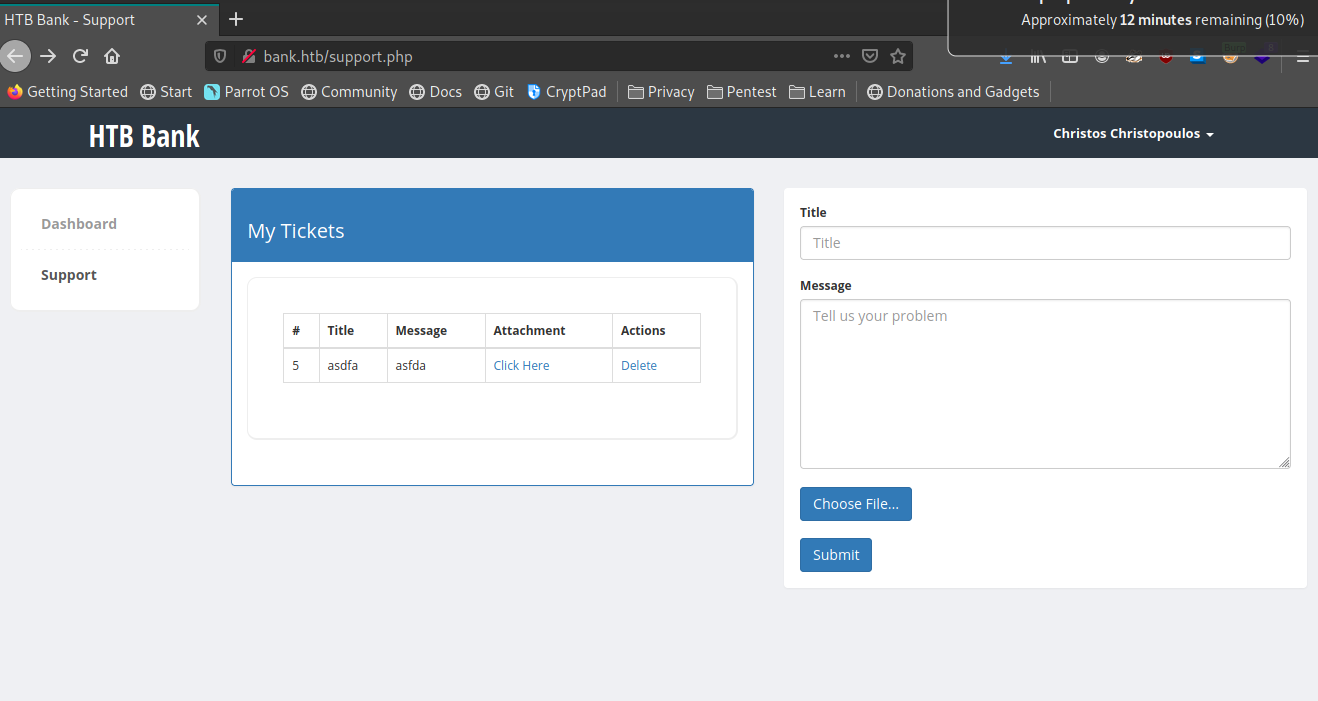 HTB Bank - Support
Approximately 12 minutes remaining (10%)
bank.htb/support.php
Getting Started Start Parrot OS Community Docs Git CryptPad Privacy Pentest Learn Donations and Gadgets
HTB Bank
Christos Christopoulos
Dashboard
Support
My Tickets
# Title Message Attachment Actions
5 asdfa asfda Click Here Delete
Title
Title
Message
Tell us your problem
Choose File...
Submit